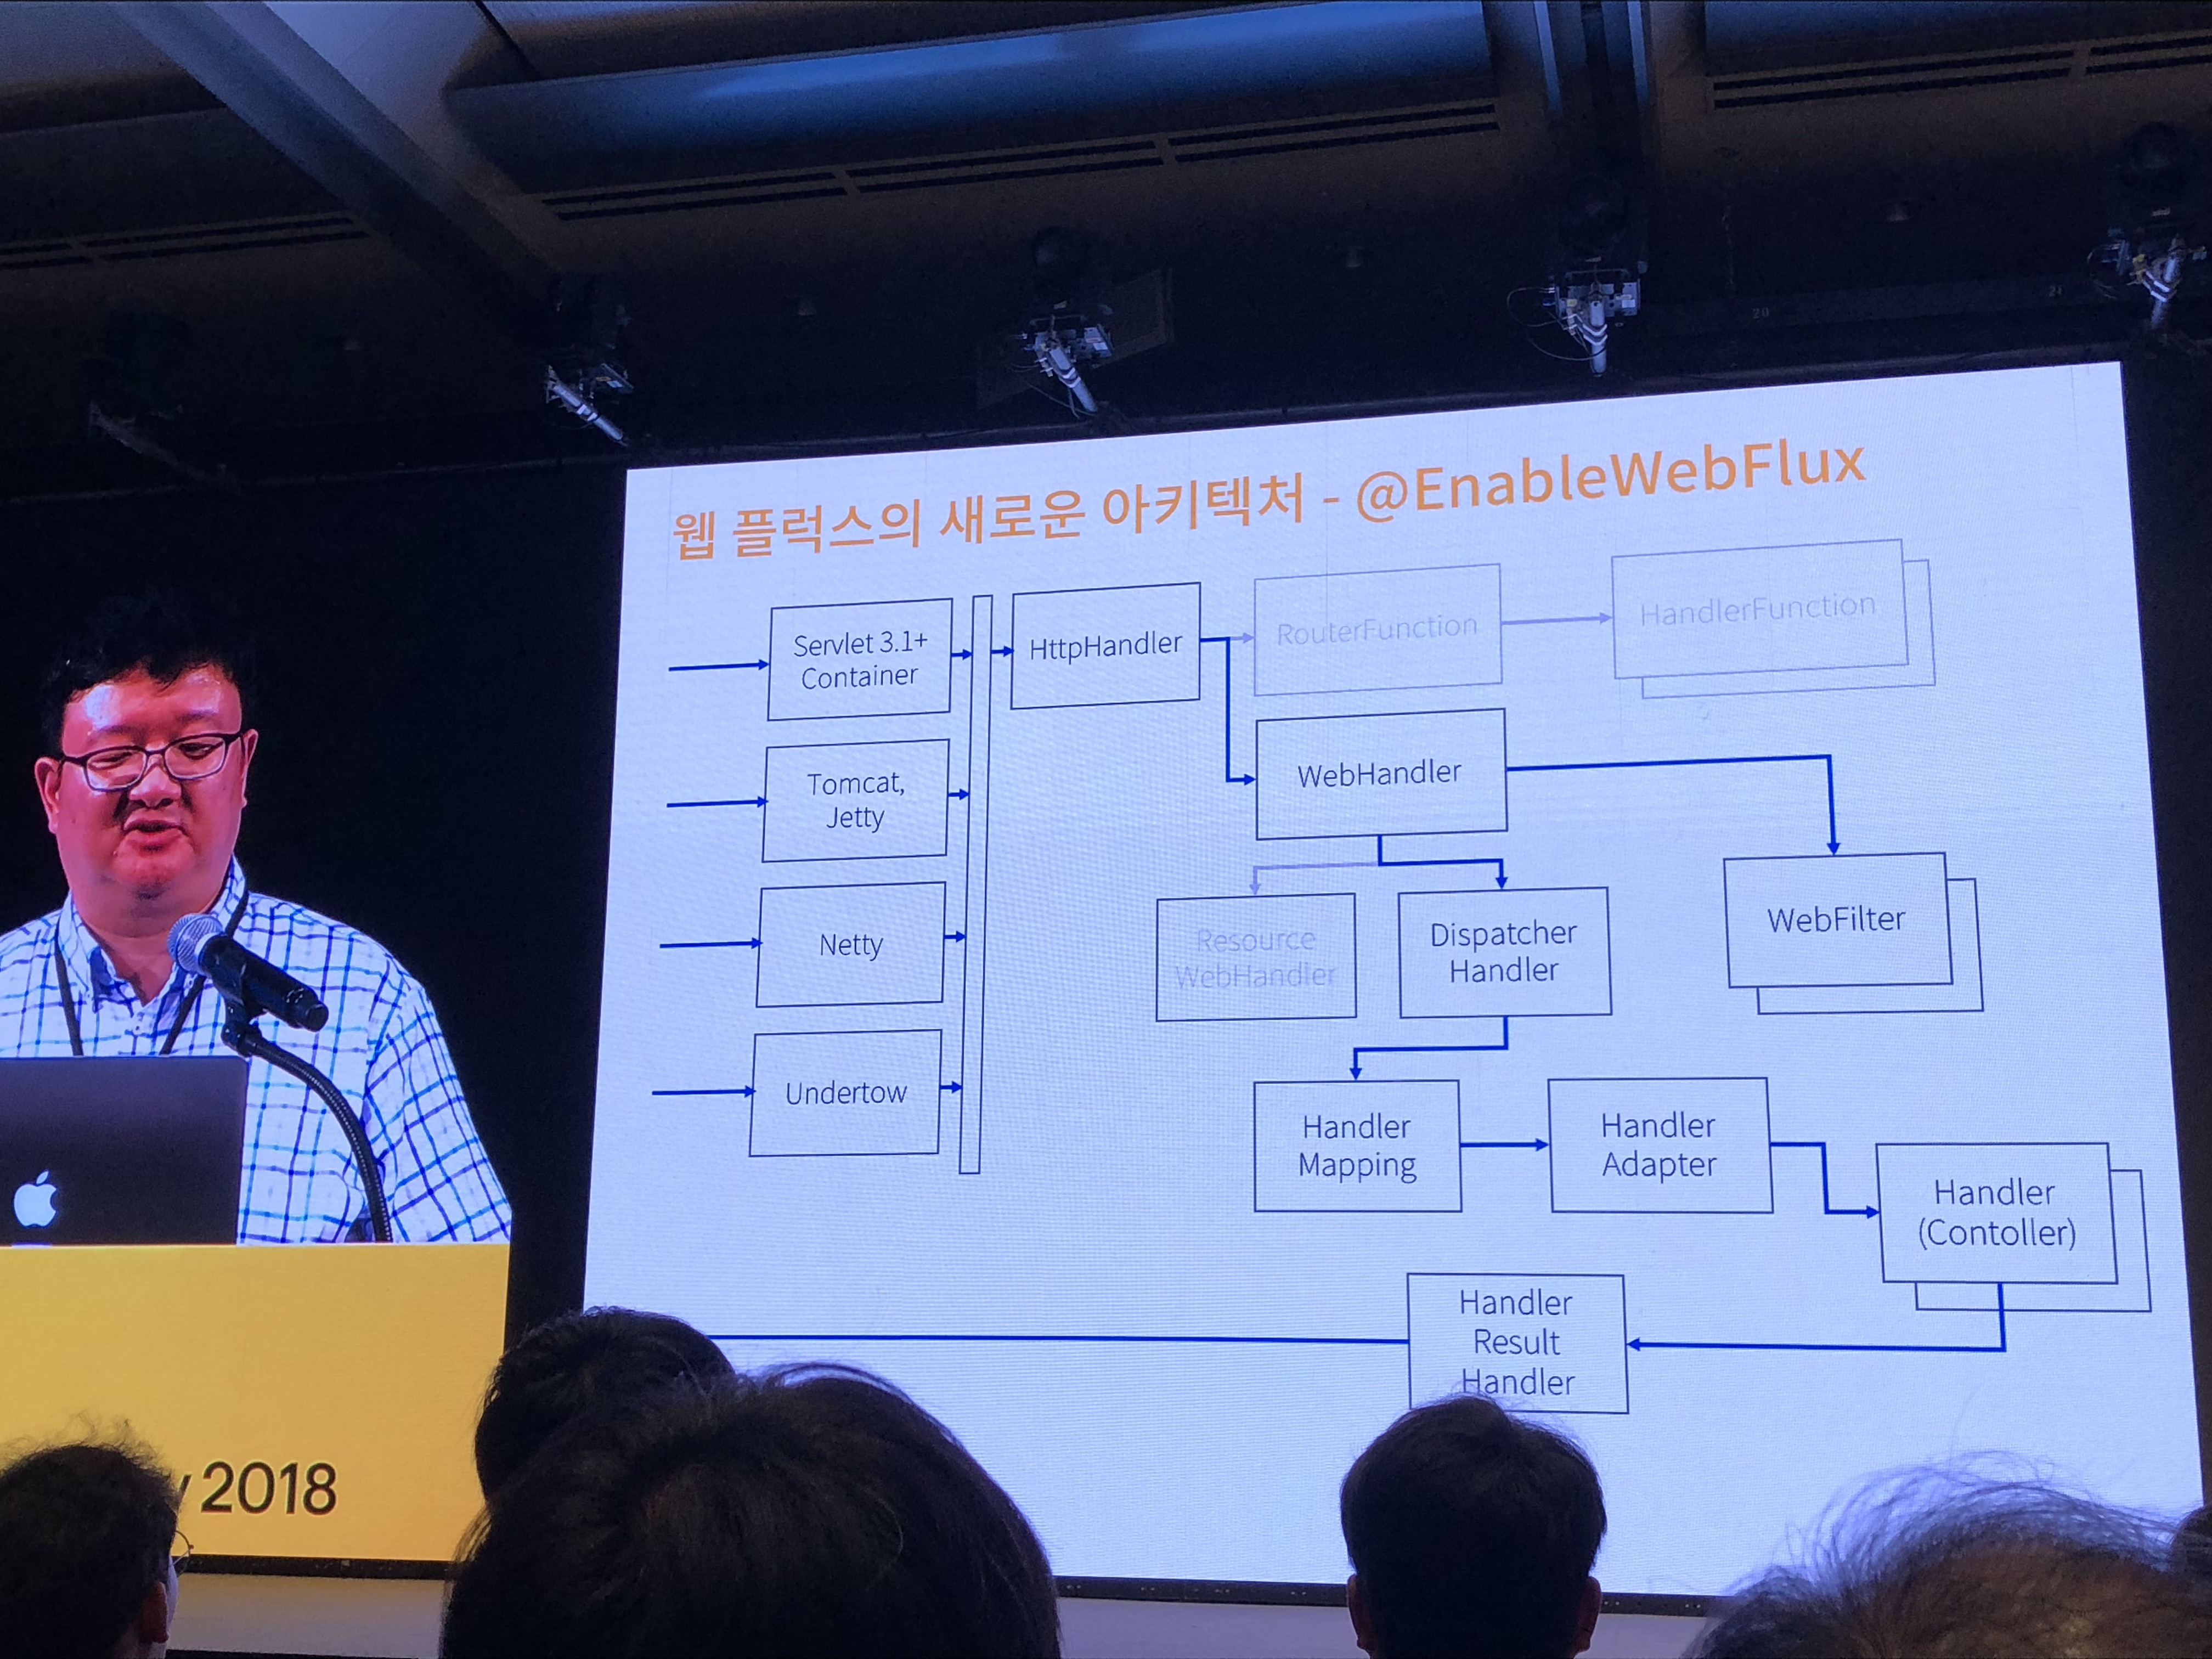 웹 플럭스의 새로운 아키텍처 - @EnableWebFlux
Servlet 3.1+
Container
HttpHandler
RouterFunction
HandlerFunction
Tomcat,
Jetty
WebHandler
Netty
Resource
WebHandler
Dispatcher
Handler
WebFilter
Undertow
Handler
Mapping
Handler
Adapter
Handler
(Contoller)
Handler
Result
Handler
2018
20
21